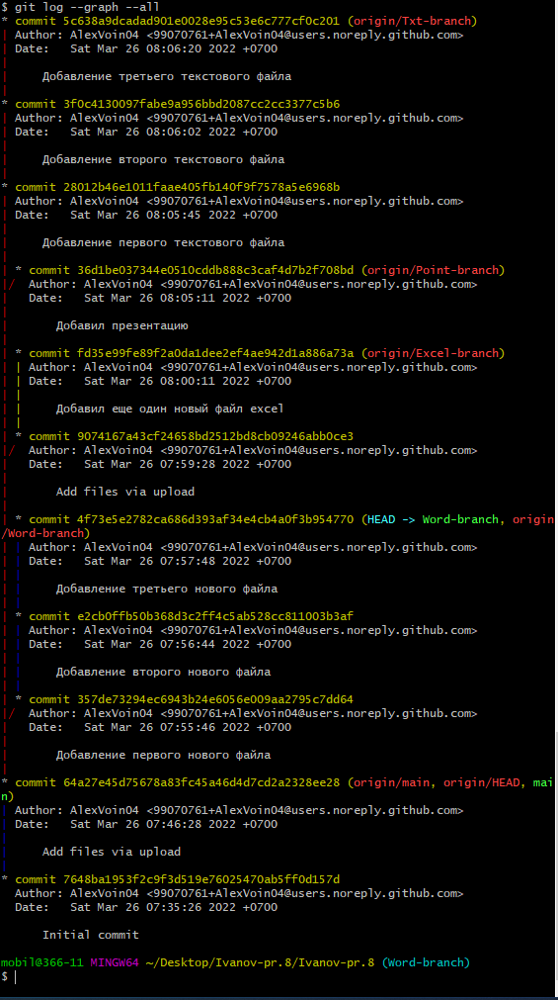 $ git log --graph --all
* commit 5c638a9dcadad901e0028e95c53e6c777cf0c201 (origin/Txt-branch)
| Author: AlexVoin04 <99070761+AlexVoin04@users.noreply.github.com>
| Date:   Sat Mar 26 08:06:20 2022 +0700
|
|     Добавление третьего текстового файла
|
* commit 3f0c4130097fabe9a956bbd2087cc2cc3377c5b6
| Author: AlexVoin04 <99070761+AlexVoin04@users.noreply.github.com>
| Date:   Sat Mar 26 08:06:02 2022 +0700
|
|     Добавление второго текстового файла
|
* commit 28012b46e1011faae405fb140f9f7578a5e6968b
| Author: AlexVoin04 <99070761+AlexVoin04@users.noreply.github.com>
| Date:   Sat Mar 26 08:05:45 2022 +0700
|
|     Добавление первого текстового файла
|
| * commit 36d1be037344e0510cddb888c3caf4d7b2f708bd (origin/Point-branch)
|/  Author: AlexVoin04 <99070761+AlexVoin04@users.noreply.github.com>
|   Date:   Sat Mar 26 08:05:11 2022 +0700
|
|       Добавил презентацию
|
| * commit fd35e99fe89f2a0da1dee2ef4ae942d1a886a73a (origin/Excel-branch)
| | Author: AlexVoin04 <99070761+AlexVoin04@users.noreply.github.com>
| | Date:   Sat Mar 26 08:00:11 2022 +0700
| |
| |     Добавил еще один новый файл excel
| |
| * commit 9074167a43cf24658bd2512bd8cb09246abb0ce3
|/  Author: AlexVoin04 <99070761+AlexVoin04@users.noreply.github.com>
|   Date:   Sat Mar 26 07:59:28 2022 +0700
|
|       Add files via upload
|
| * commit 4f73e5e2782ca686d393af34e4cb4a0f3b954770 (HEAD -> Word-branch, origin
/Word-branch)
| | Author: AlexVoin04 <99070761+AlexVoin04@users.noreply.github.com>
| | Date:   Sat Mar 26 07:57:48 2022 +0700
| |
| |     Добавление третьего нового файла
| |
| * commit e2cb0ffb50b368d3c2ff4c5ab528cc811003b3af
| | Author: AlexVoin04 <99070761+AlexVoin04@users.noreply.github.com>
| | Date:   Sat Mar 26 07:56:44 2022 +0700
| |
| |     Добавление второго нового файла
| |
| * commit 357de73294ec6943b24e6056e009aa2795c7dd64
|/  Author: AlexVoin04 <99070761+AlexVoin04@users.noreply.github.com>
|   Date:   Sat Mar 26 07:55:46 2022 +0700
|
|       Добавление первого нового файла
|
* commit 64a27e45d75678a83fc45a46d4d7cd2a2328ee28 (origin/main, origin/HEAD, mai
n)
| Author: AlexVoin04 <99070761+AlexVoin04@users.noreply.github.com>
| Date:   Sat Mar 26 07:46:28 2022 +0700
|
|     Add files via upload
|
* commit 7648ba1953f2c9f3d519e76025470ab5ff0d157d
  Author: AlexVoin04 <99070761+AlexVoin04@users.noreply.github.com>
  Date:   Sat Mar 26 07:35:26 2022 +0700

      Initial commit

mobil@366-11 MINGW64 ~/Desktop/Ivanov-pr.8/Ivanov-pr.8 (Word-branch)
$